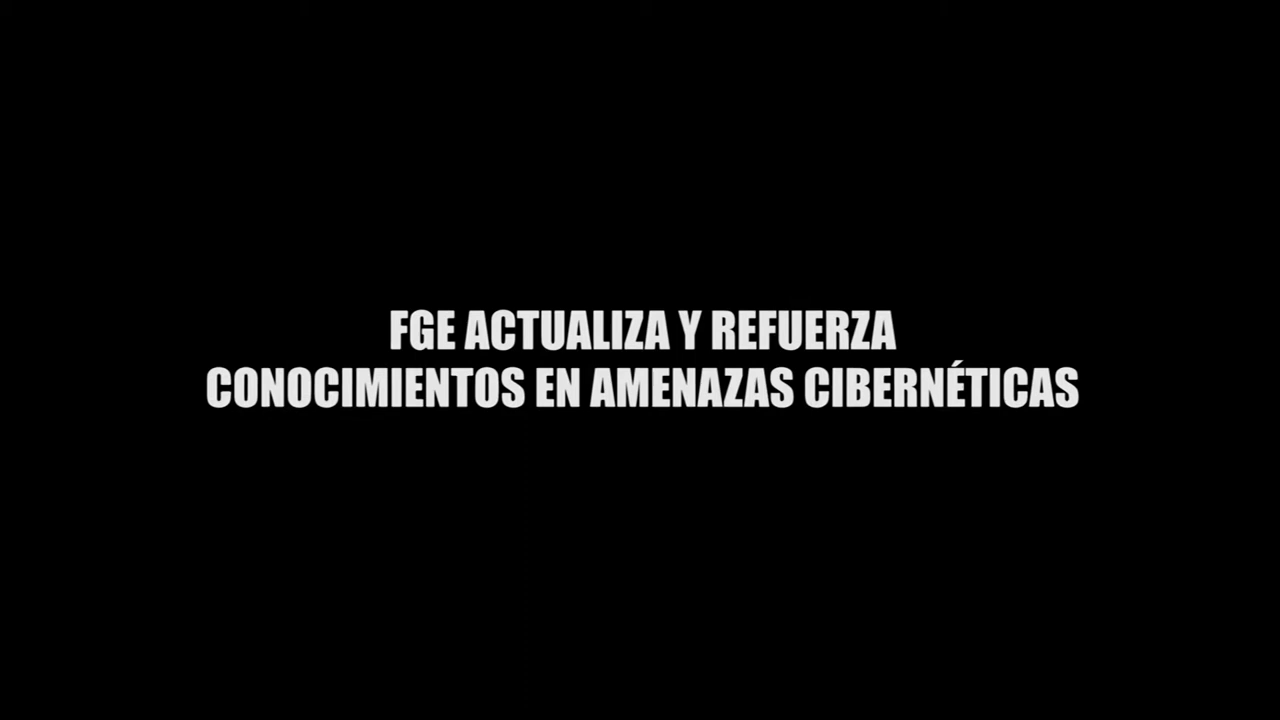 FGE ACTUALIZA Y REFUERZA
CONOCIMIENTOS EN AMENAZAS CIBERNÉTICAS